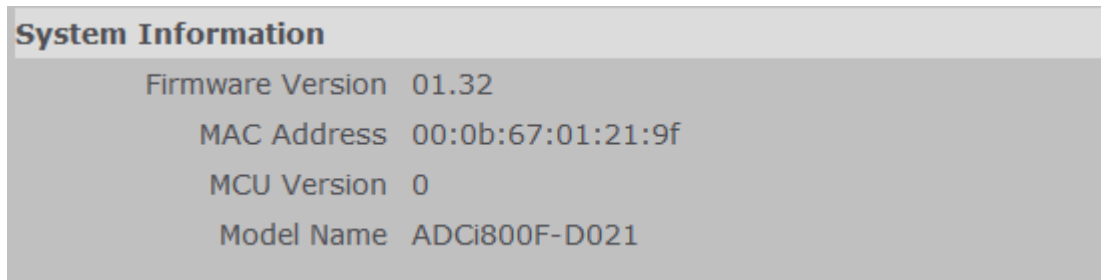 System Information
Firmware Version 01.32
MAC Address 00:0b:67:01:21:9f
MCU Version 0
Model Name ADCi800F-D021